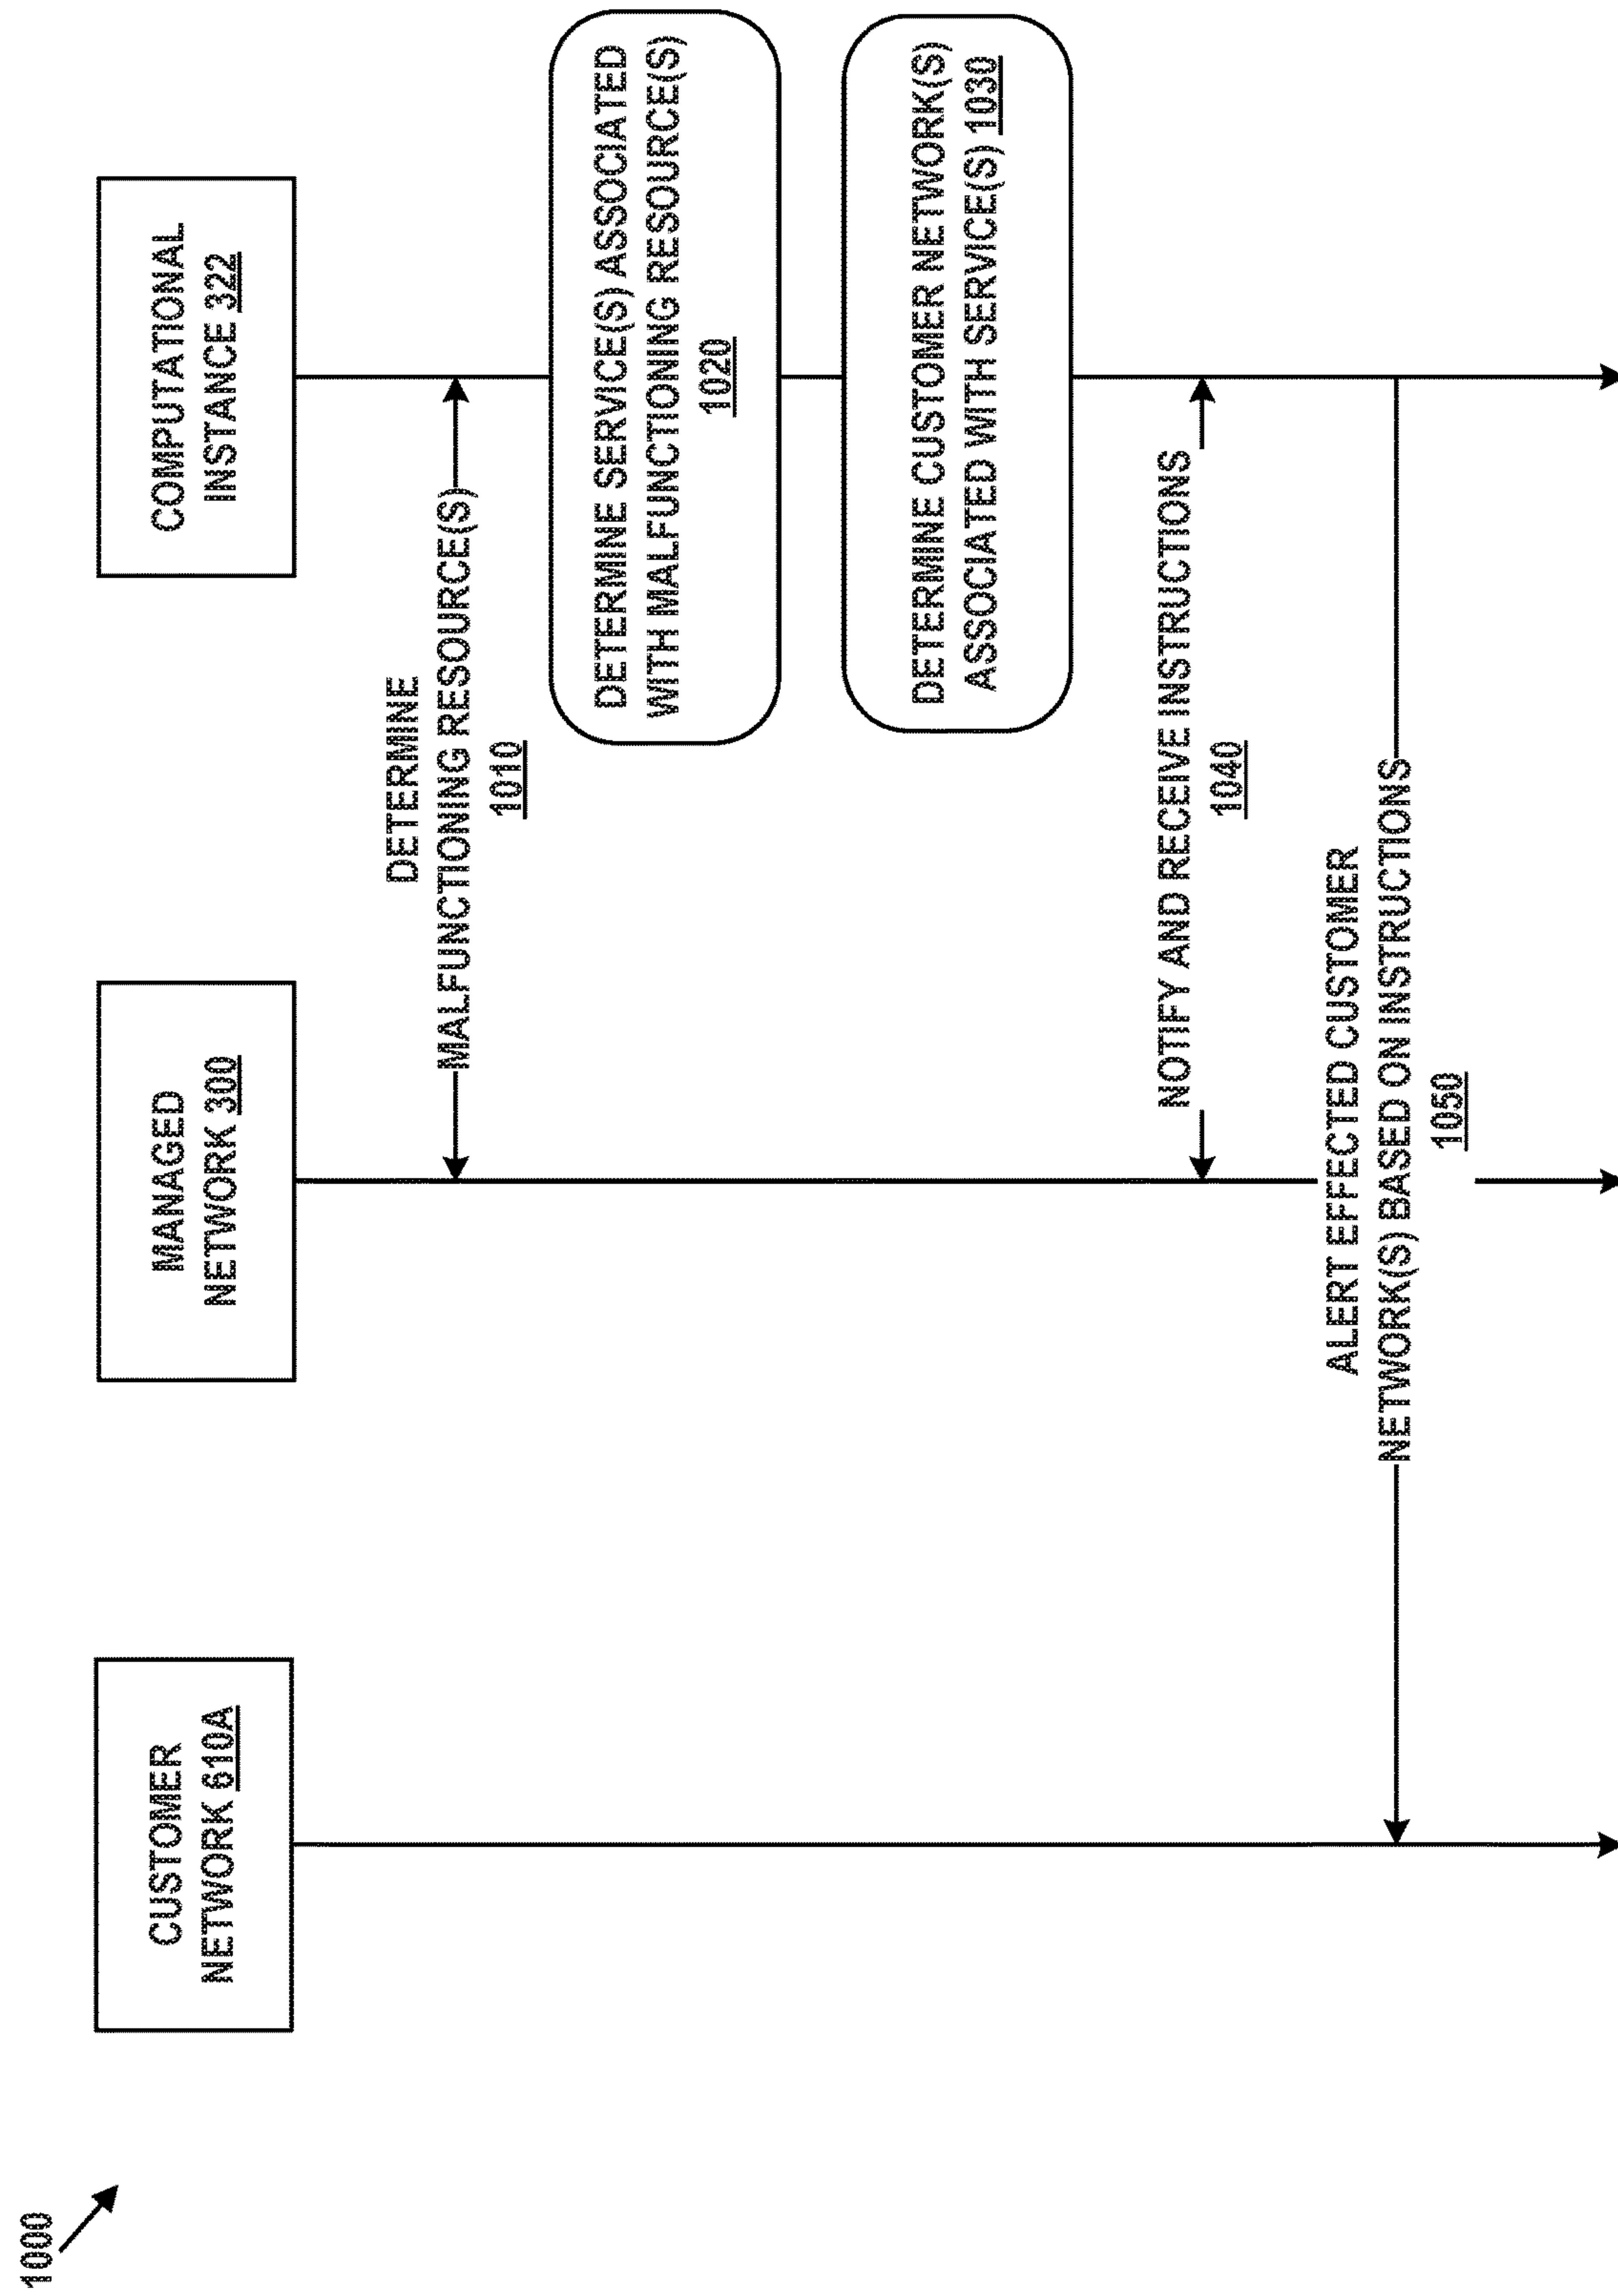 1000
CUSTOMER
NETWORK 610A
MANAGED
NETWORK 300
COMPUTATIONAL
INSTANCE 322
DETERMINE
MALFUNCTIONING RESOURCE(S)
1010
DETERMINE SERVICE(S) ASSOCIATED
WITH MALFUNCTIONING RESOURCE(S)
1020
DETERMINE CUSTOMER NETWORK(S)
ASSOCIATED WITH SERVICE(S) 1030
NOTIFY AND RECEIVE INSTRUCTIONS
1040
ALERT EFFECTED CUSTOMER
NETWORK(S) BASED ON INSTRUCTIONS
1050